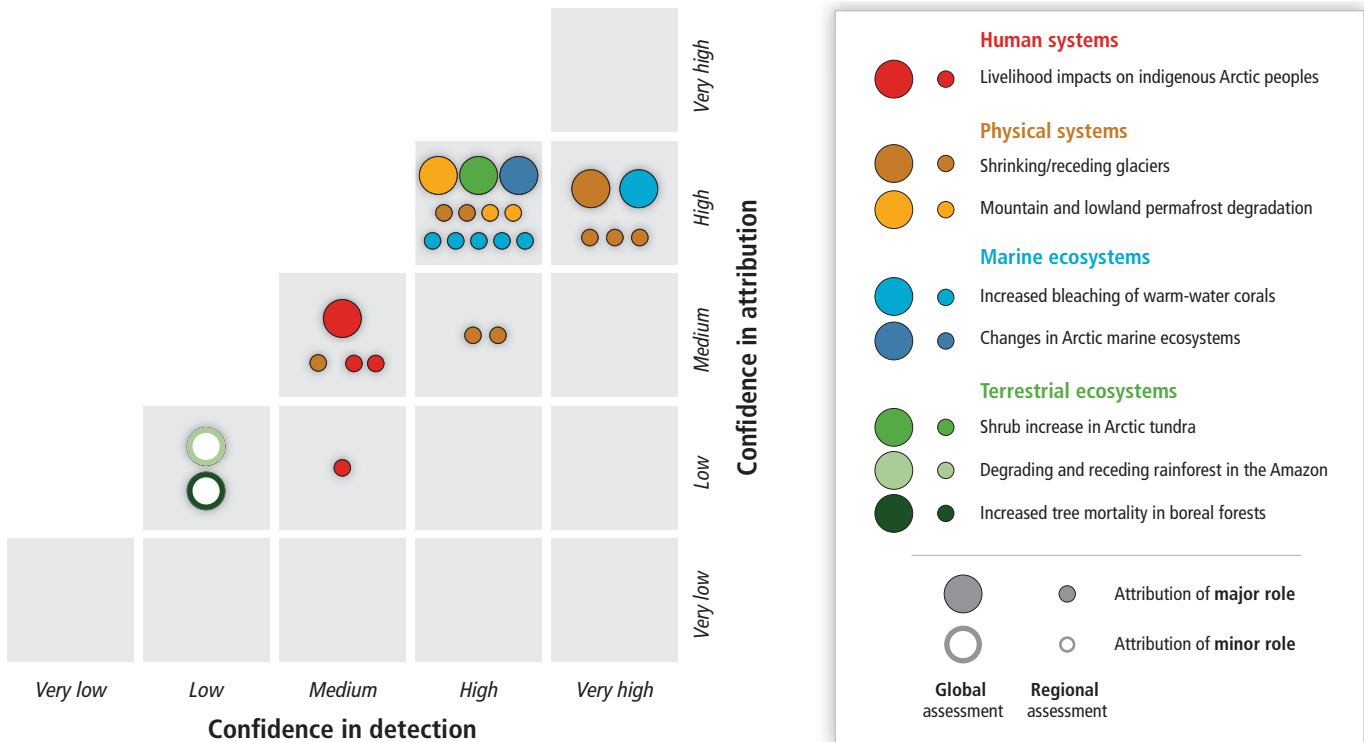 Very high
High
Medium
Low
Very low
Confidence in attribution
Very low
Low
Medium
High
Very high
Confidence in detection
Human systems
Livelihood impacts on indigenous Arctic peoples
Physical systems
Shrinking/receding glaciers
Mountain and lowland permafrost degradation
Marine ecosystems
Increased bleaching of warm-water corals
Changes in Arctic marine ecosystems
Terrestrial ecosystems
Shrub increase in Arctic tundra
Degrading and receding rainforest in the Amazon
Increased tree mortality in boreal forests
Attribution of major role
Attribution of minor role
Global
assessment
Regional
assessment